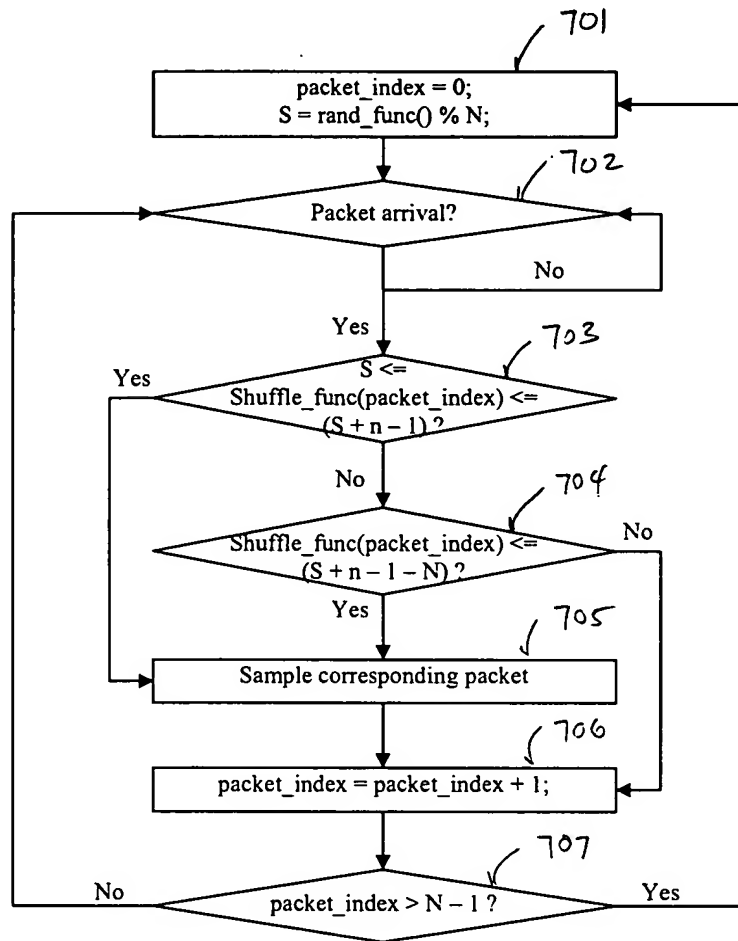 701
packet_index = 0;
S = rand_func() % N;
702
Packet arrival?
No
Yes
703
Yes
S <=
Shuffle_func(packet_index) <=
(S + n – 1) ?
No
704
No
Shuffle_func(packet_index) <=
(S + n – 1 – N) ?
Yes
705
Sample corresponding packet
706
packet_index = packet_index + 1;
707
No
Yes
packet_index > N – 1 ?